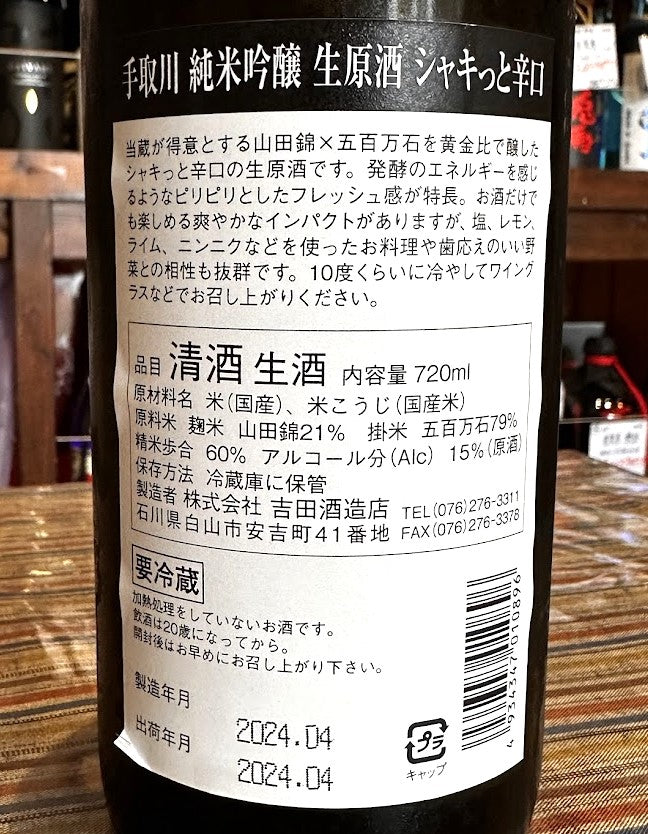 手取川 純米吟醸 生原酒 シャキっと辛口
当蔵が得意とする山田錦×五百万石を黄金比で醸した
シャキっと辛口の生原酒です。発酵のエネルギーを感じ
るようなピリピリとしたフレッシュ感が特長。お酒だけで
も楽しめる爽やかなインパクトがありますが、塩、レモン、
ライム、ニンニクなどを使ったお料理や歯応えのいい野
菜との相性も抜群です。10度くらいに冷やしてワイング
ラスなどでお召し上がりください。
品目 清酒 生酒 内容量 720ml
原材料名 米(国産)、米こうじ(国産米)
原料米 麹米 山田錦21% 掛米 五百万石79%
精米歩合 60% アルコール分(Alc) 15%(原酒)
保存方法 冷蔵庫に保管
製造者 株式会社 吉田酒造店 TEL(076)276-3311
石川県白山市安吉町41番地 FAX(076)276-3378
要冷蔵
加熱処理をしていないお酒です。
飲酒は20歳になってから。
開封後はお早めにお召し上がり下さい。
製造年月 2024.04
出荷年月 2024.04
プラ
キャップ
4 934347 010896